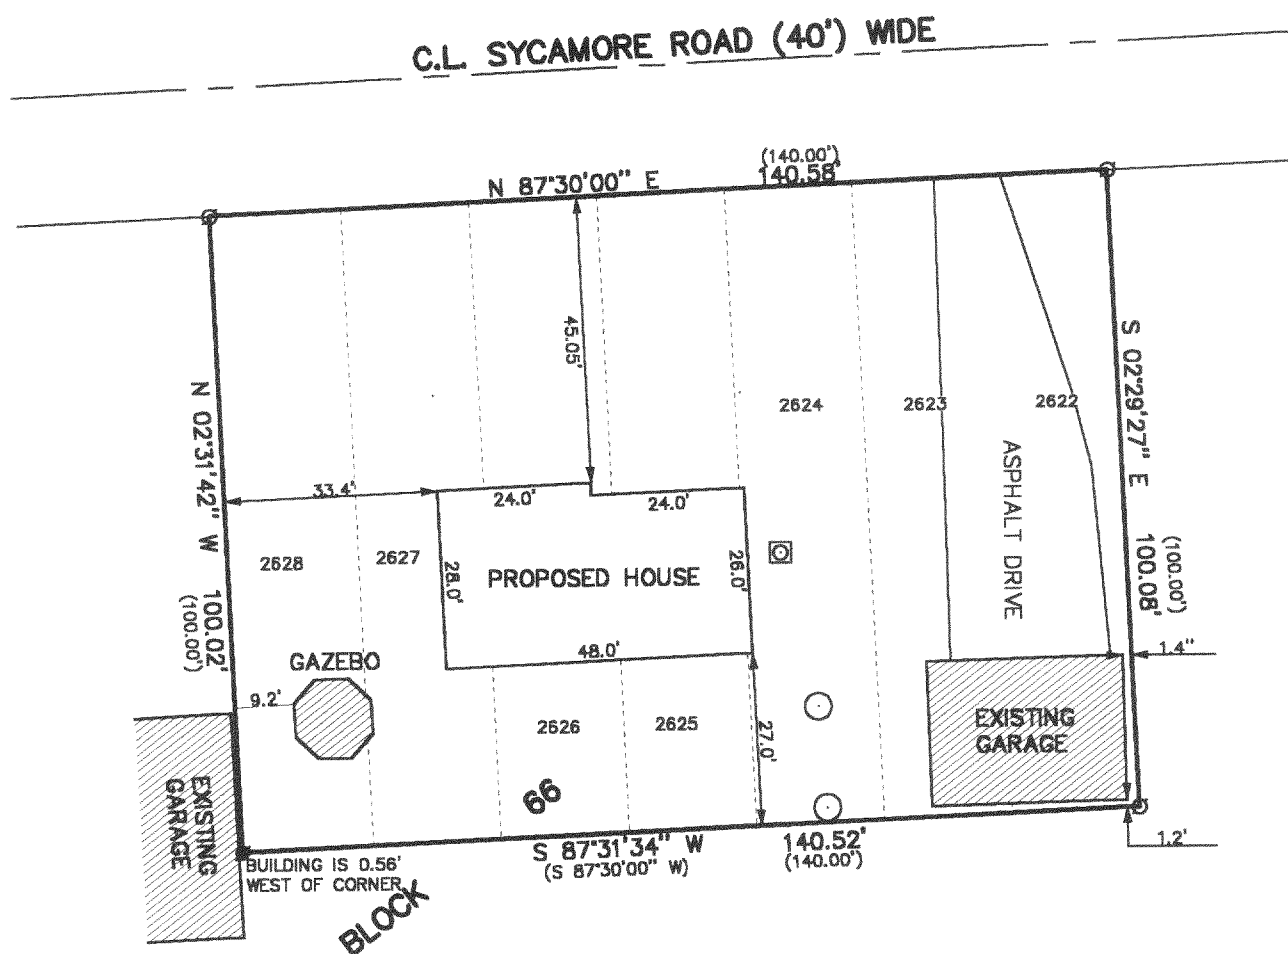 C.L. SYCAMORE ROAD (40') WIDE
(140.00')
N 87°30'00" E 140.58'
45.05'
S 02°29'27" E 100.08'
(100.00')
N 02°31'42" W 100.02'
(100.00')
2624
2623
2622
ASPHALT DRIVE
33.4'
24.0'
24.0'
2628
2627
28.0'
PROPOSED HOUSE
26.0'
48.0'
1.4"
GAZEBO
9.2'
2626
2625
27.0'
EXISTING
GARAGE
EXISTING
GARAGE
66
BLOCK
1.2'
S 87°31'34" W 140.52'
(S 87°30'00" W) (140.00')
BUILDING IS 0.56'
WEST OF CORNER